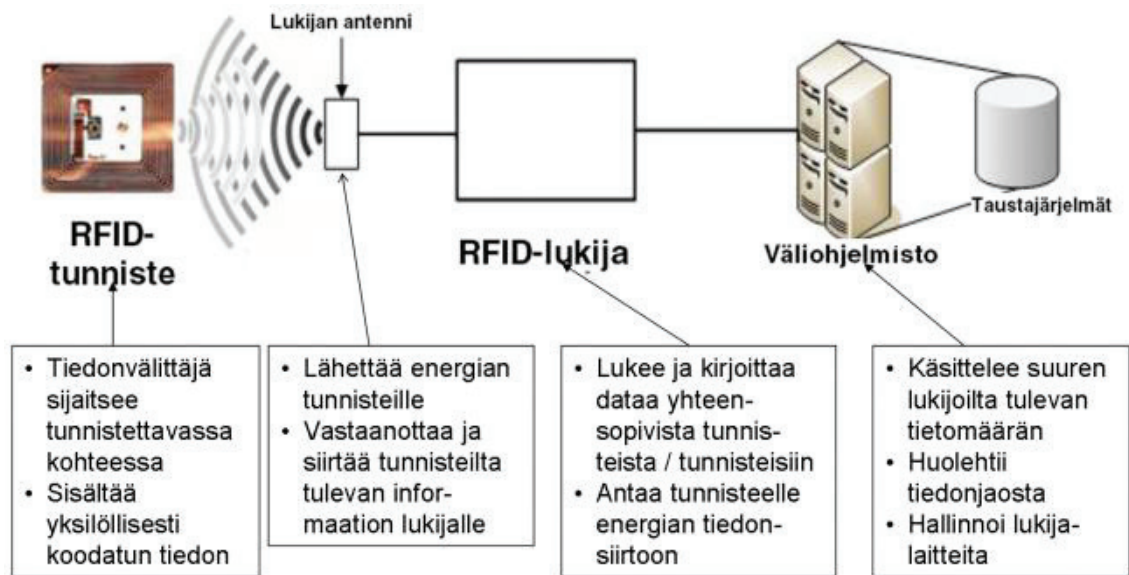 Lukijan antenni
RFID-
tunniste
RFID-lukija
Väliohjelmisto
Taustajärjelmät
• Tiedonvälittäjä
sijaitsee
tunnistettavassa
kohteessa
• Sisältää
yksilöllisesti
koodatun tiedon
• Lähettää energian
tunnisteille
• Vastaanottaa ja
siirtää tunnisteilta
tulevan infor-
maation lukijalle
• Lukee ja kirjoittaa
dataa yhteen-
sopivista tunnis-
teista / tunnisteisiin
• Antaa tunnisteelle
energian tiedon-
siirtoon
• Käsittelee suuren
lukijoilta tulevan
tietomäärän
• Huolehtii
tiedonjaosta
• Hallinnoi lukija-
laitteita